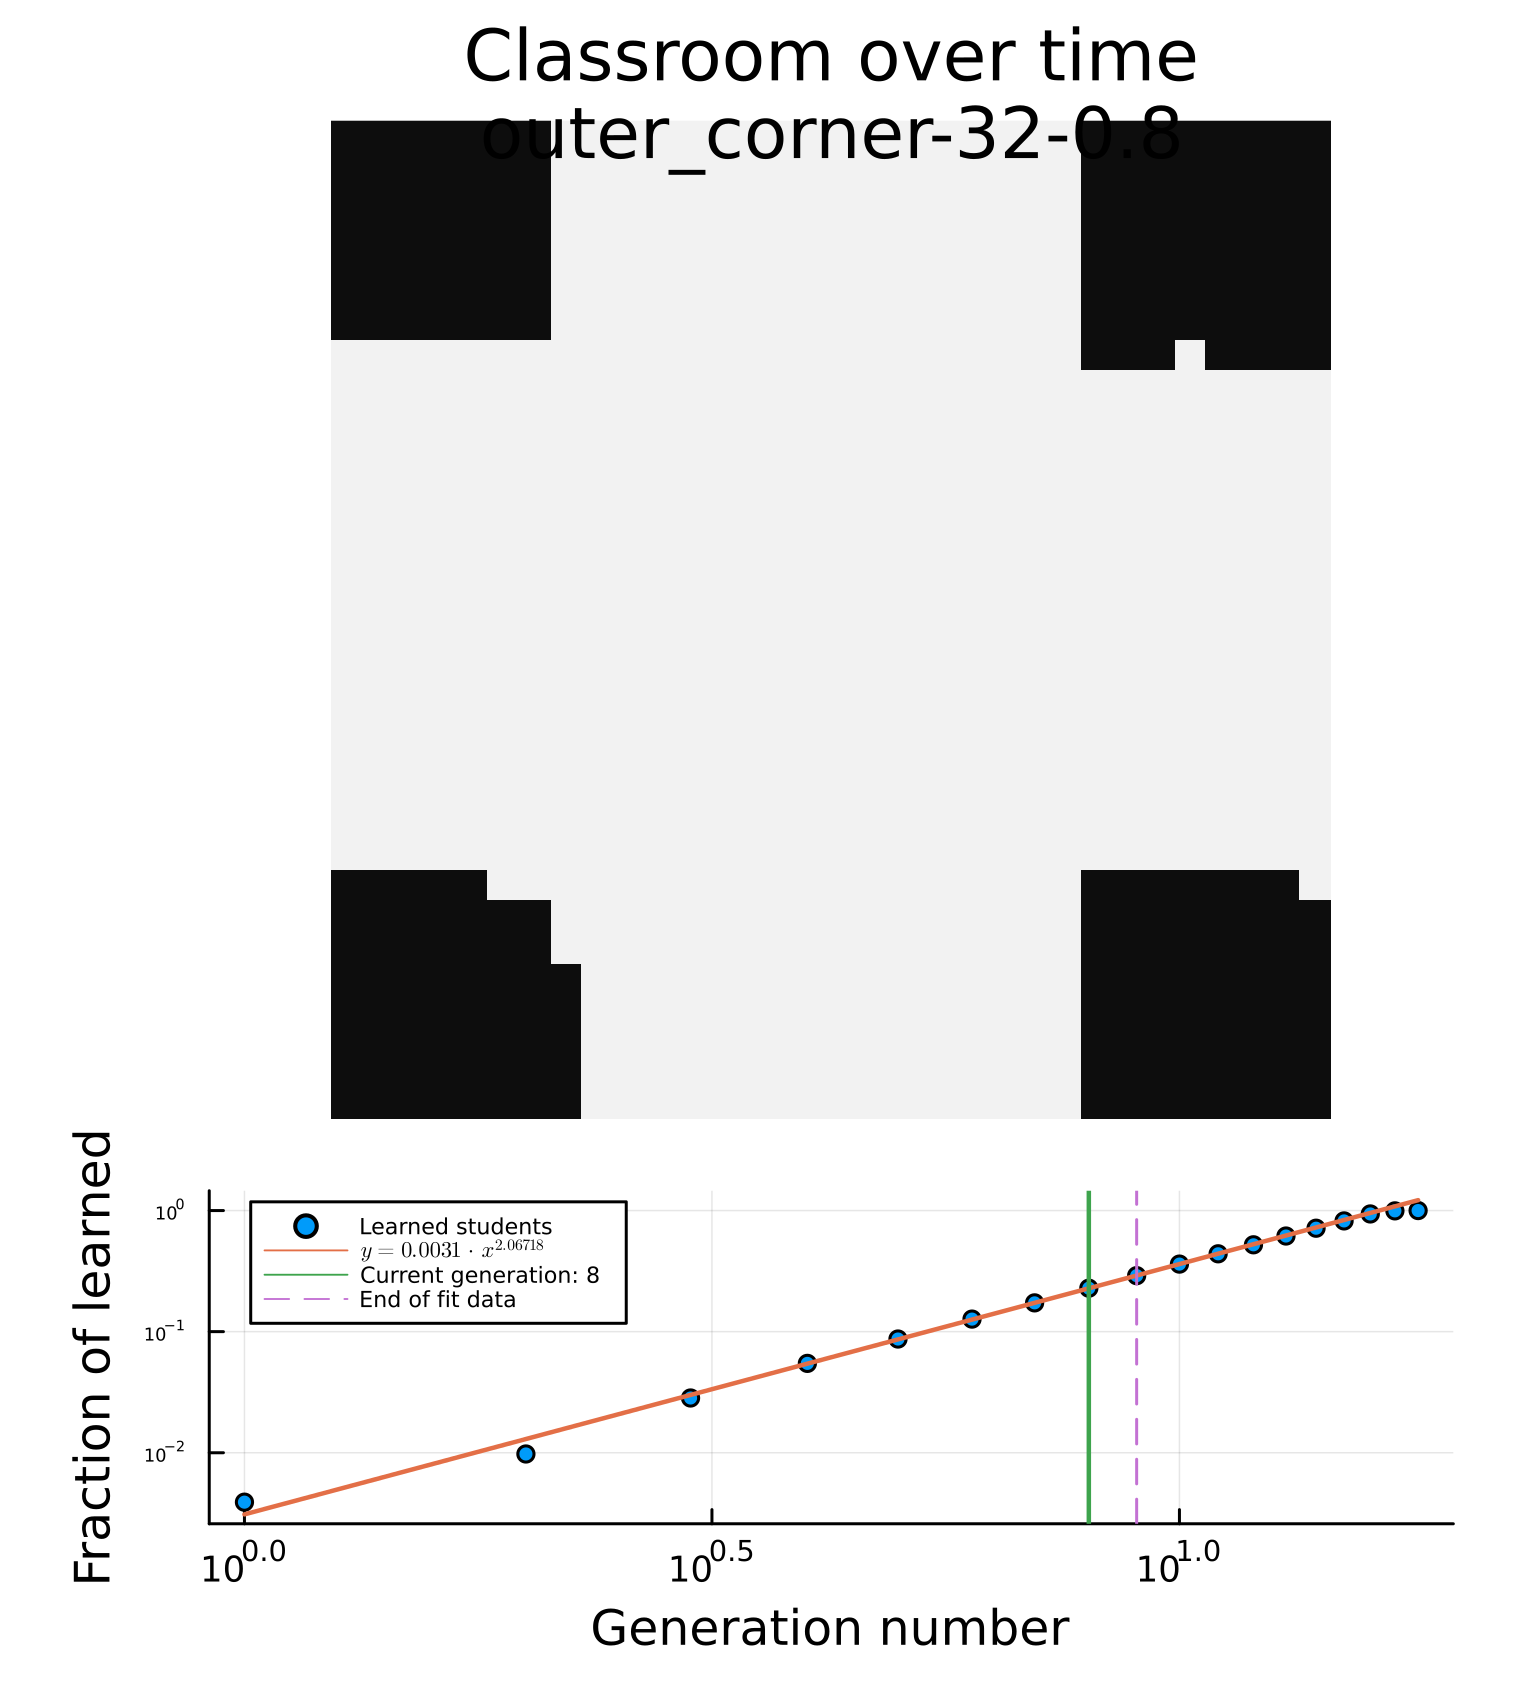 Classroom over time
outer_corner-32-0.8
Fraction of learned
10^0
10^-1
10^-2
Learned students
y = 0.0031 · x^2.06718
Current generation: 8
End of fit data
10^0.0
10^0.5
10^1.0
Generation number